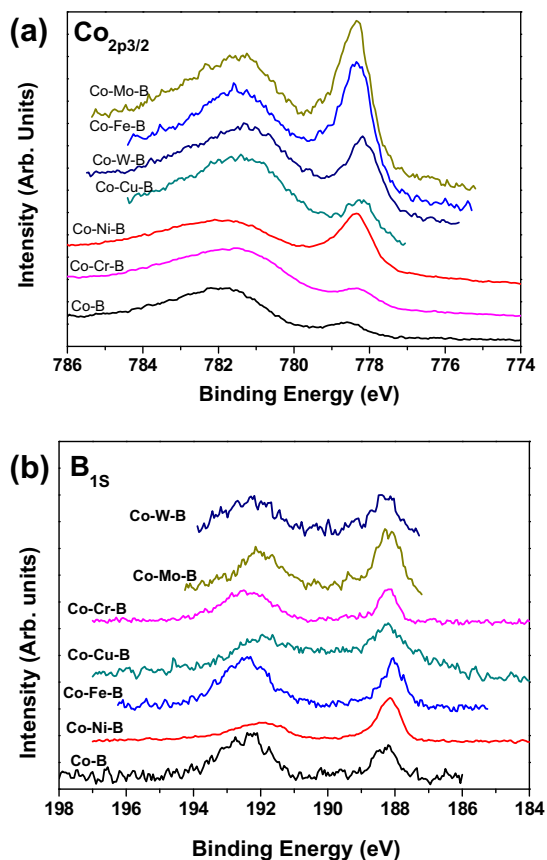 (a)
Co2p3/2
Co-Mo-B
Co-Fe-B
Co-W-B
Co-Cu-B
Co-Ni-B
Co-Cr-B
Co-B
Intensity (Arb. Units)
786 784 782 780 778 776 774
Binding Energy (eV)
(b)
B1S
Co-W-B
Co-Mo-B
Co-Cr-B
Co-Cu-B
Co-Fe-B
Co-Ni-B
Co-B
Intensity (Arb. units)
198 196 194 192 190 188 186 184
Binding Energy (eV)